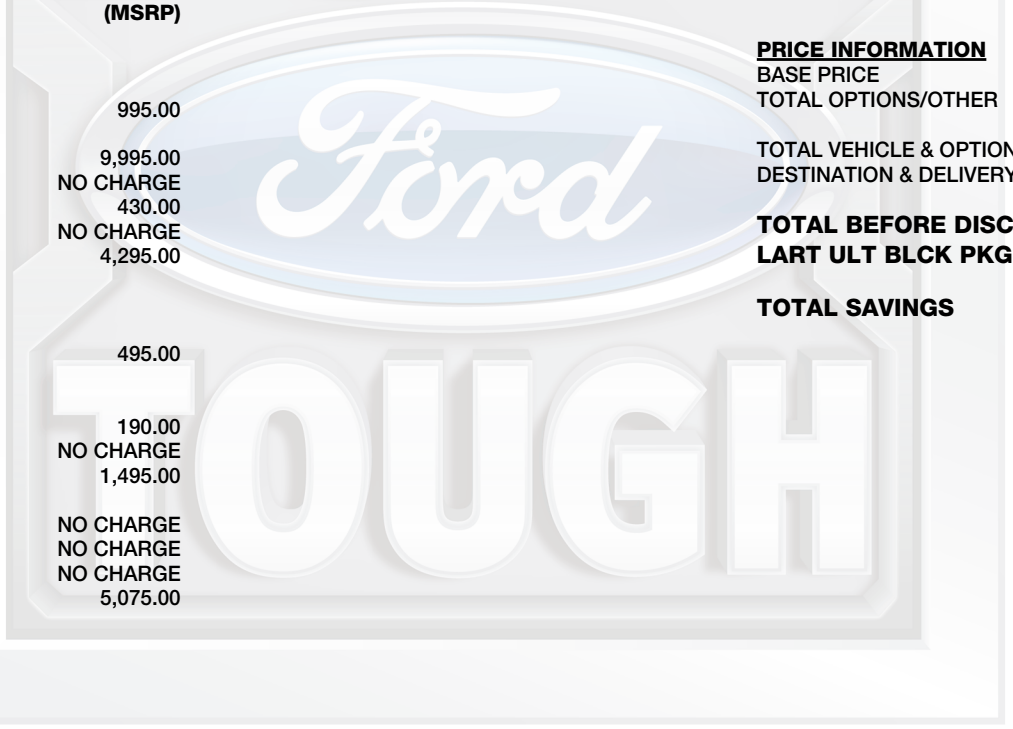 (MSRP)
995.00
9,995.00
NO CHARGE
430.00
NO CHARGE
4,295.00
495.00
190.00
NO CHARGE
1,495.00
NO CHARGE
NO CHARGE
NO CHARGE
5,075.00
PRICE INFORMATION
BASE PRICE
TOTAL OPTIONS/OTHER
TOTAL VEHICLE & OPTION
DESTINATION & DELIVERY
TOTAL BEFORE DISC
LART ULT BLCK PKG
TOTAL SAVINGS
Ford
TOUGH